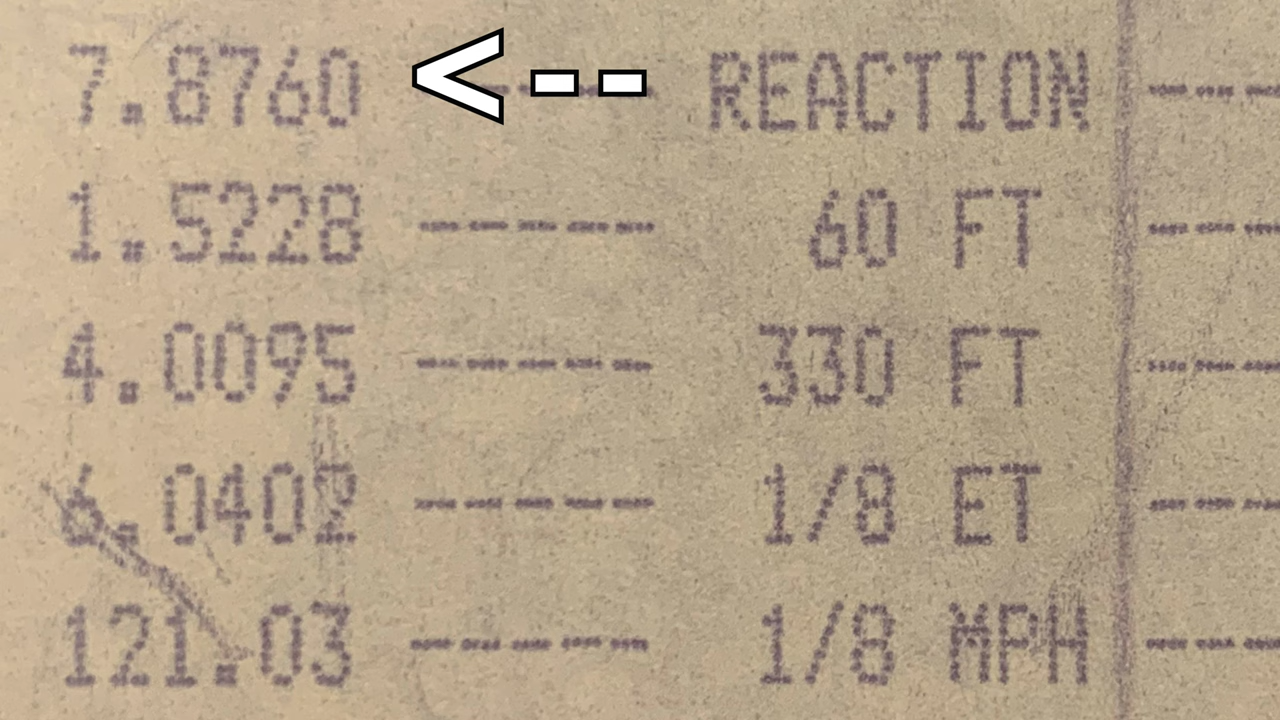 7.8760 <-- REACTION -----
1.5228 ----- 60 FT -----
4.0095 ----- 330 FT -----
6.0402 ----- 1/8 ET -----
121.03 ----- 1/8 MPH -----